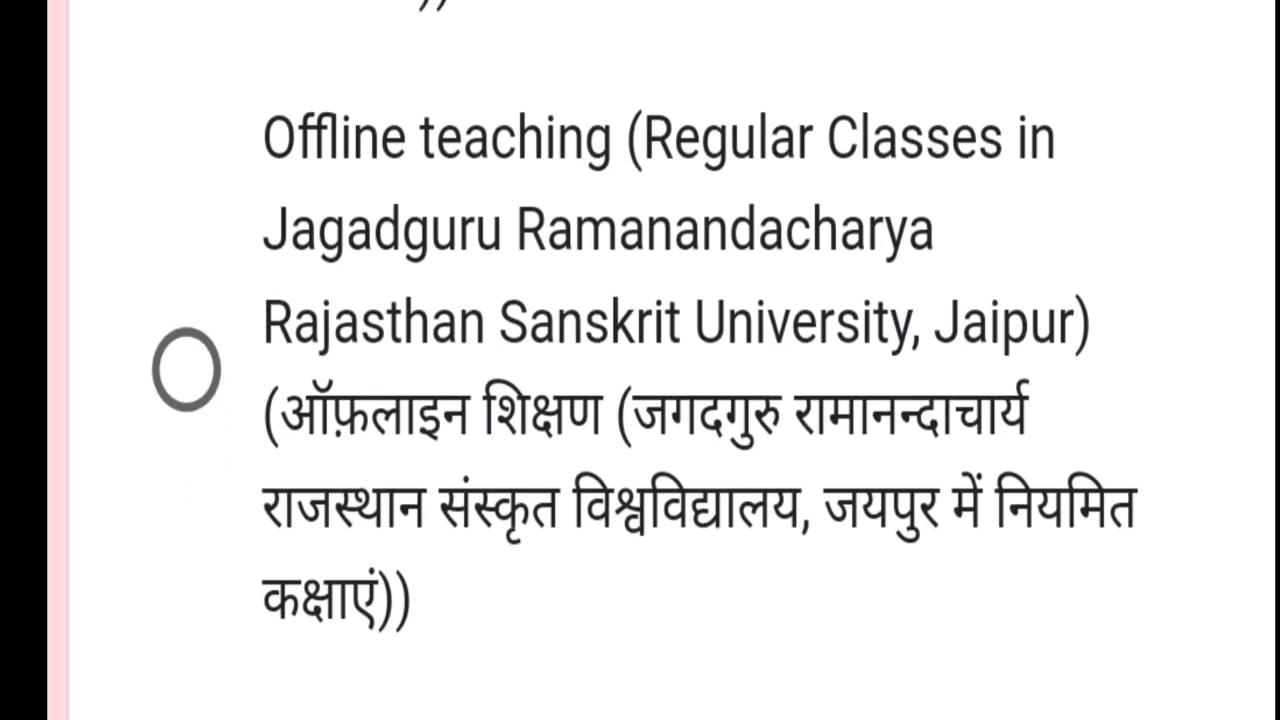 Offline teaching (Regular Classes in
Jagadguru Ramanandacharya
Rajasthan Sanskrit University, Jaipur)
(ऑफ़लाइन शिक्षण (जगदगुरु रामानन्दाचार्य
राजस्थान संस्कृत विश्वविद्यालय, जयपुर में नियमित
कक्षाएं))